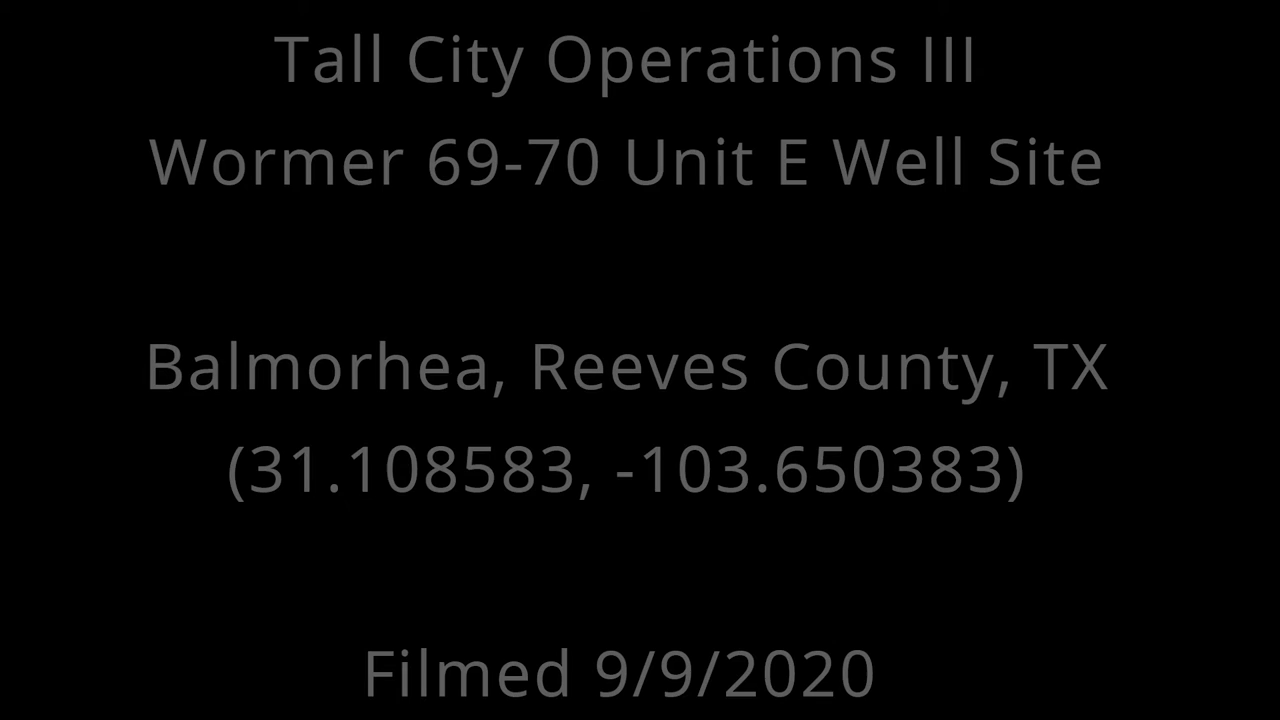 Tall City Operations III
Wormer 69-70 Unit E Well Site
Balmorhea, Reeves County, TX
(31.108583, -103.650383)
Filmed 9/9/2020